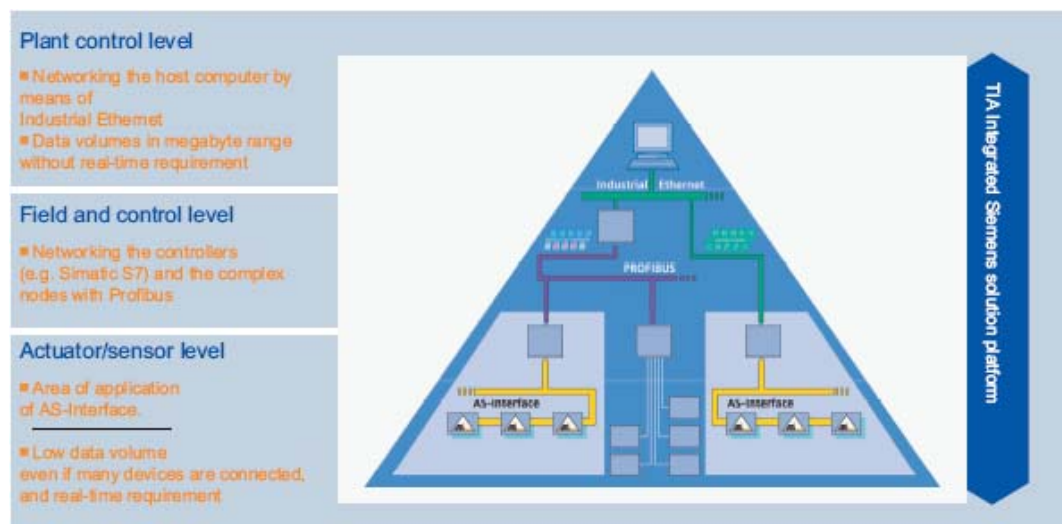 Plant control level
■ Networking the host computer by
means of
Industrial Ethernet
■ Data volumes in megabyte range
without real-time requirement
Field and control level
■ Networking the controllers
(e.g. Simatic S7) and the complex
nodes with Profibus
Actuator/sensor level
■ Area of application
of AS-Interface.
■ Low data volume
even if many devices are connected,
and real-time requirement
Industrial Ethernet
PROFIBUS
AS-Interface
AS-Interface
TIA Integrated Siemens solution platform